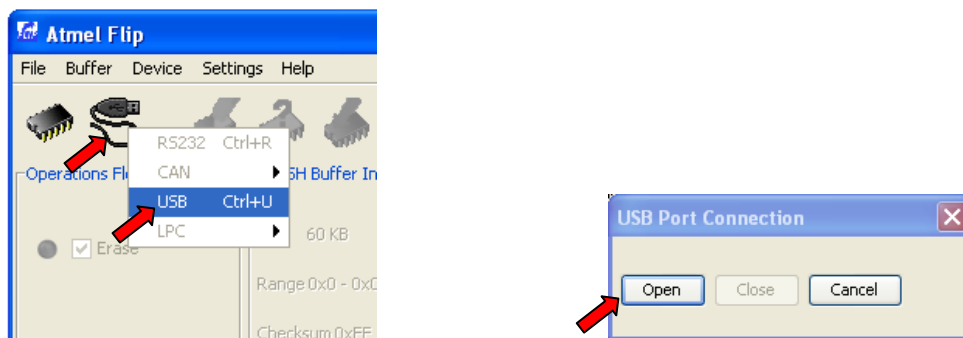 Atmel Flip
File Buffer Device Settings Help
RS232 Ctrl+R
Operations Fl
CAN
SH Buffer In
USB Ctrl+U
LPC
60 KB
Erase
Range 0x0 - 0x
Checksum 0xFF
USB Port Connection
Open Close Cancel